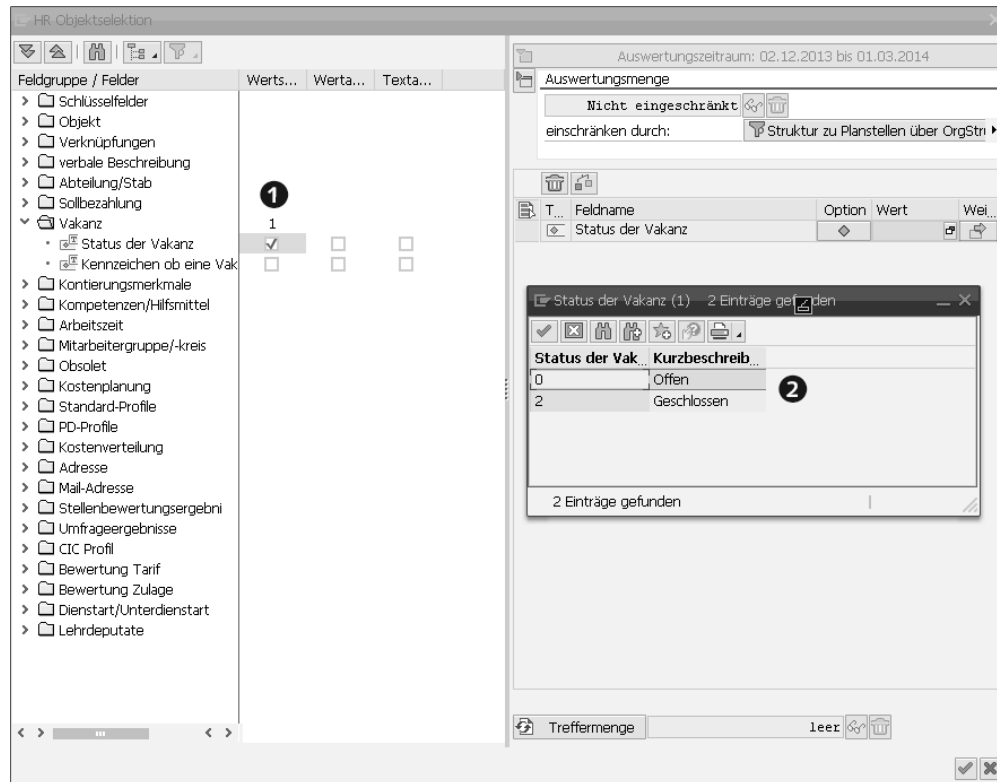 HR Objektselektion
Feldgruppe / Felder Werts... Werta... Texta...
Schlüsselfelder
Objekt
Verknüpfungen
verbale Beschreibung
Abteilung/Stab
Sollbezahlung
Vakanz 1
Status der Vakanz
Kennzeichen ob eine Vak
Kontierungsmerkmale
Kompetenzen/Hilfsmittel
Arbeitszeit
Mitarbeitergruppe/-kreis
Obsolet
Kostenplanung
Standard-Profile
PD-Profile
Kostenverteilung
Adresse
Mail-Adresse
Stellenbewertungsergebni
Umfrageergebnisse
CIC Profil
Bewertung Tarif
Bewertung Zulage
Dienstart/Unterdienstart
Lehrdeputate
1
Auswertungszeitraum: 02.12.2013 bis 01.03.2014
Auswertungsmenge
Nicht eingeschränkt
einschränken durch: Struktur zu Planstellen über OrgStru
T... Feldname Option Wert Wei...
Status der Vakanz
Status der Vakanz (1) 2 Einträge gefunden
Status der Vak... Kurzbeschreib...
0 Offen
2 Geschlossen
2
2 Einträge gefunden
Treffermenge leer